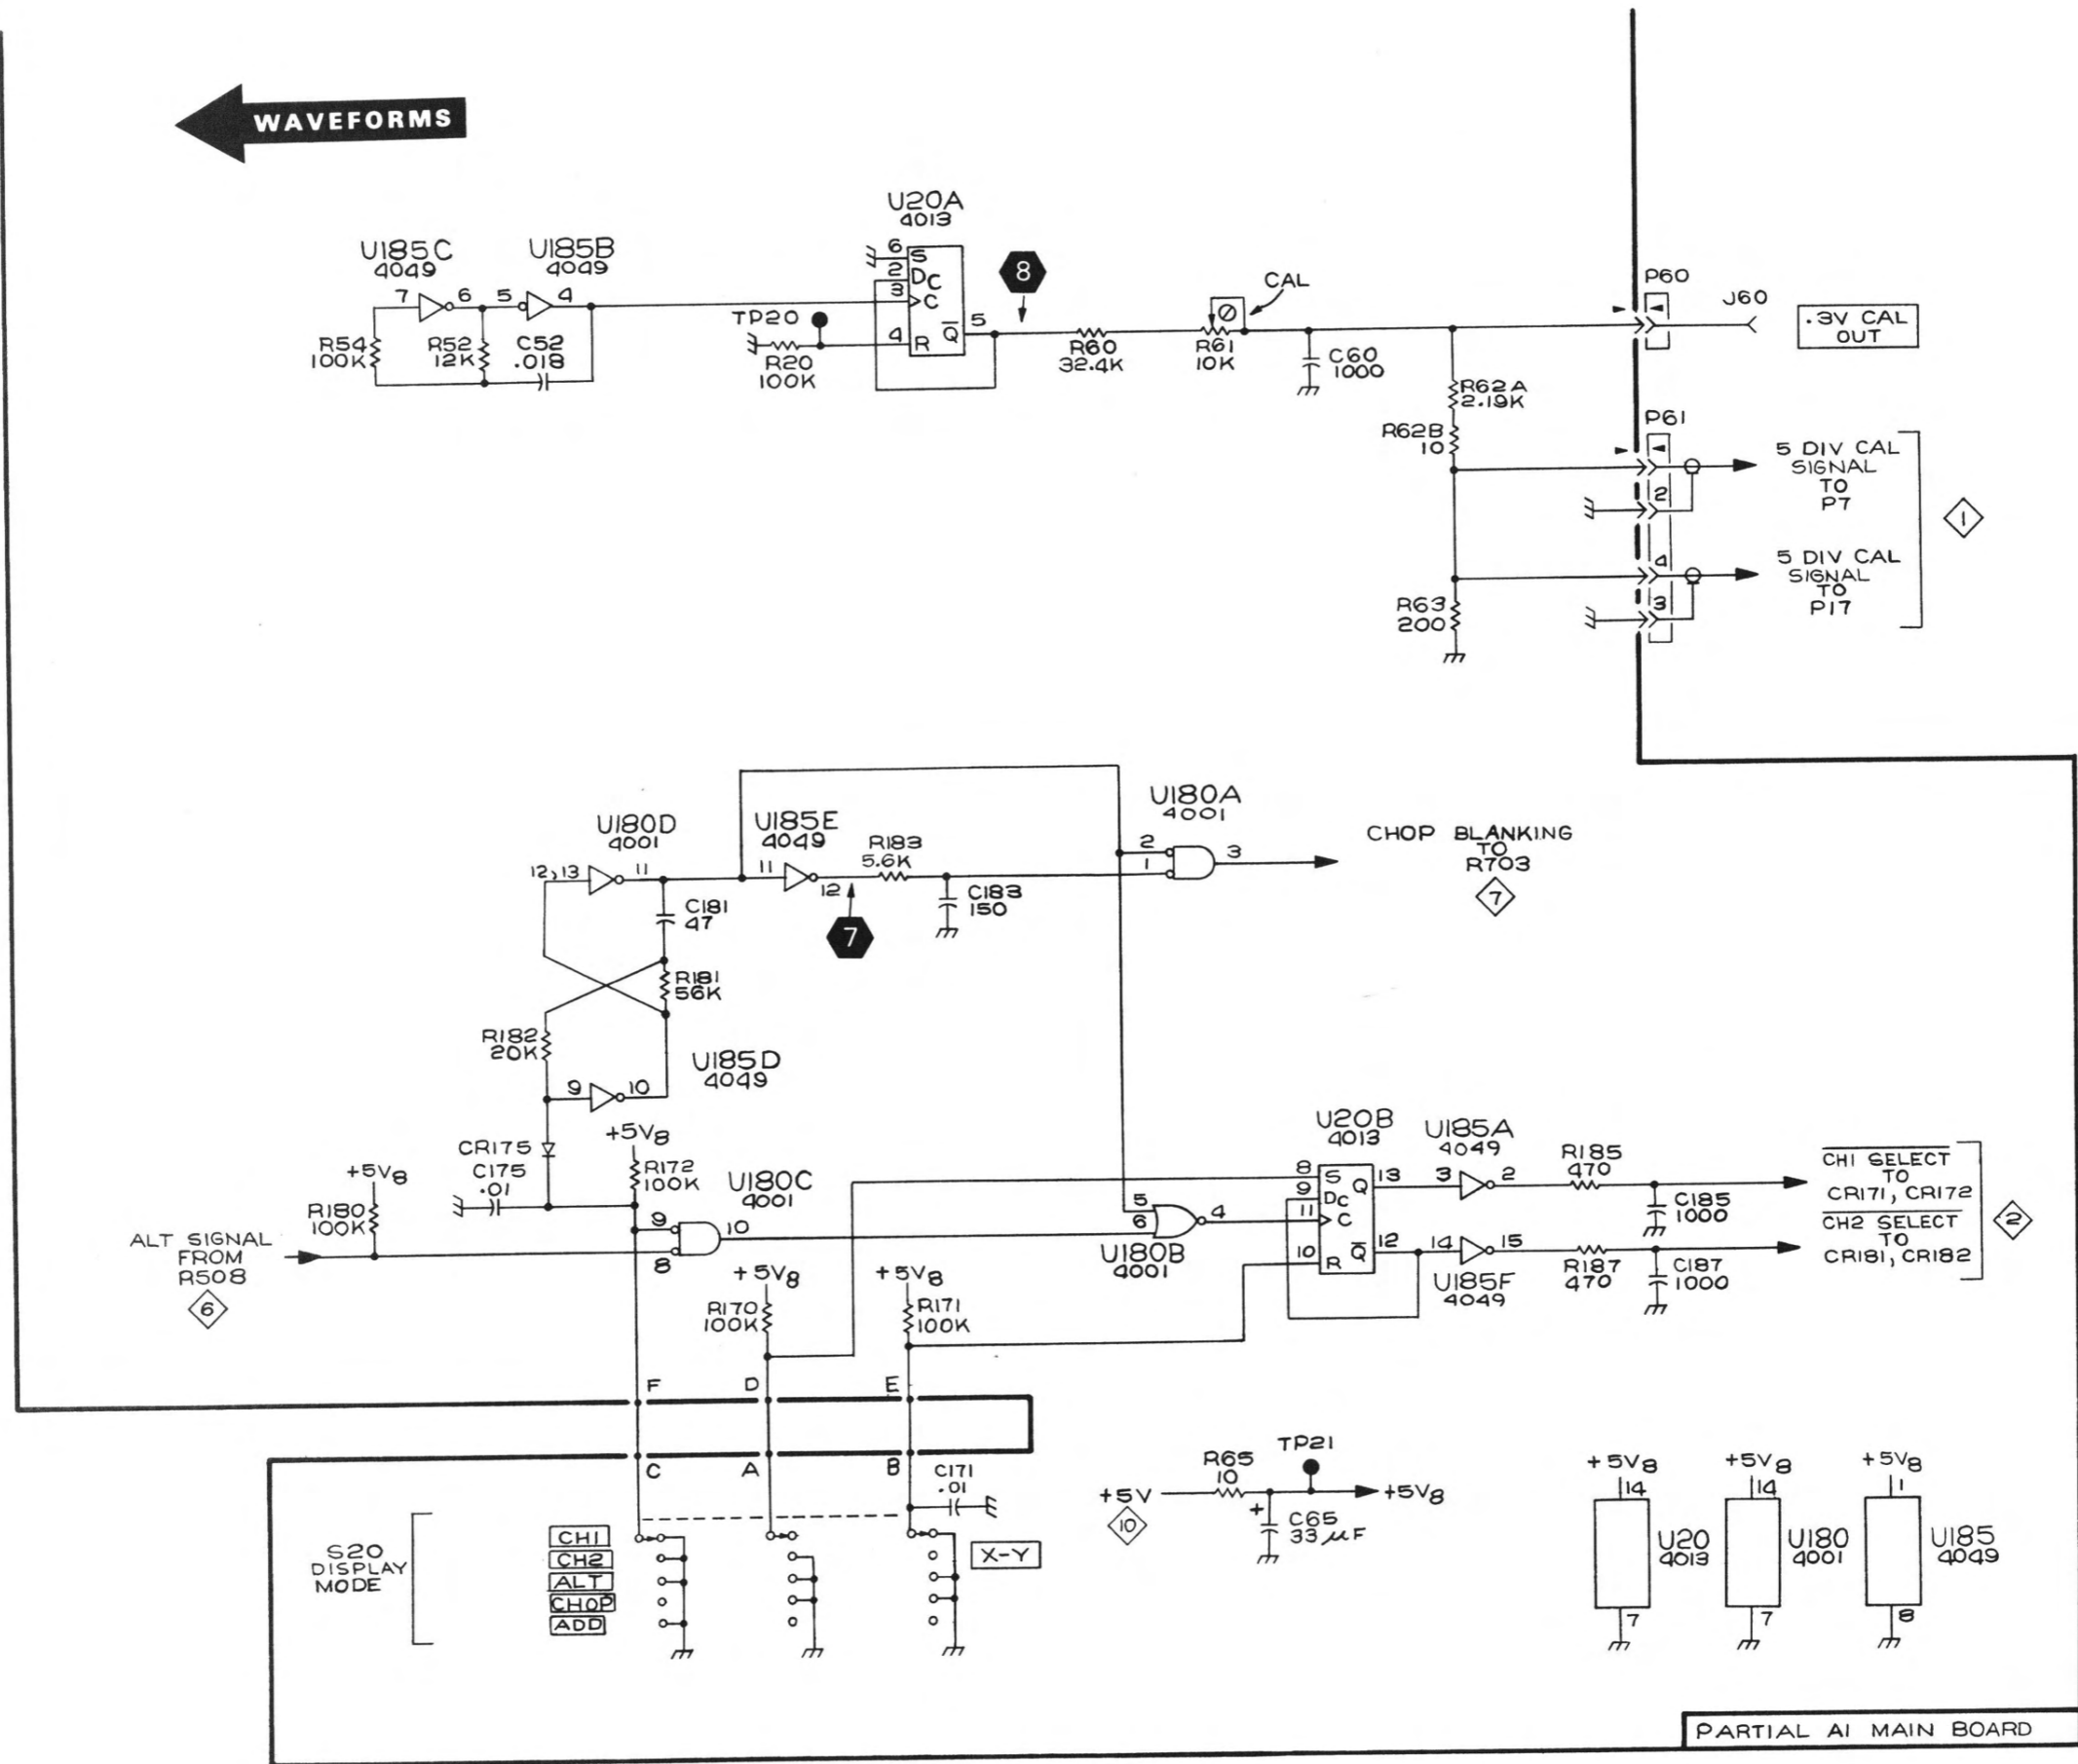 WAVEFORMS
U20A
4013
U185C
4049
U185B
4049
7
6
5
4
R54
100K
R52
12K
C52
.018
TP20
R20
100K
6
2
3
4
S
D
C
C
R
Q
5
8
CAL
R60
32.4K
R61
10K
C60
1000
P60
J60
.3V CAL
OUT
R62A
2.19K
R62B
10
P61
2
4
3
R63
200
5 DIV CAL
SIGNAL
TO
P7
5 DIV CAL
SIGNAL
TO
P17
1
U180D
4001
12,13
11
U185E
4049
11
12
R183
5.6K
C183
150
7
C181
47
R181
56K
R182
20K
U185D
4049
9
10
U180A
4001
2
1
3
CHOP BLANKING
TO
R703
7
CR175
C175
.01
+5V8
R172
100K
+5V8
R180
100K
ALT SIGNAL
FROM
R508
6
U180C
4001
9
8
10
+5V8
R170
100K
+5V8
R171
100K
5
6
4
U180B
4001
U20B
4013
8
9
11
10
S
D
C
C
R
Q
Q
13
12
U185A
4049
3
2
R185
470
C185
1000
14
15
U185F
4049
R187
470
C187
1000
CH1 SELECT
TO
CR171, CR172
CH2 SELECT
TO
CR181, CR182
2
F
D
E
C
A
B
C171
.01
S20
DISPLAY
MODE
CH1
CH2
ALT
CHOP
ADD
X-Y
+5V
10
R65
10
TP21
+
C65
33µF
+5V8
+5V8
14
U20
4013
7
+5V8
14
U180
4001
7
+5V8
1
U185
4049
8
PARTIAL A1 MAIN BOARD